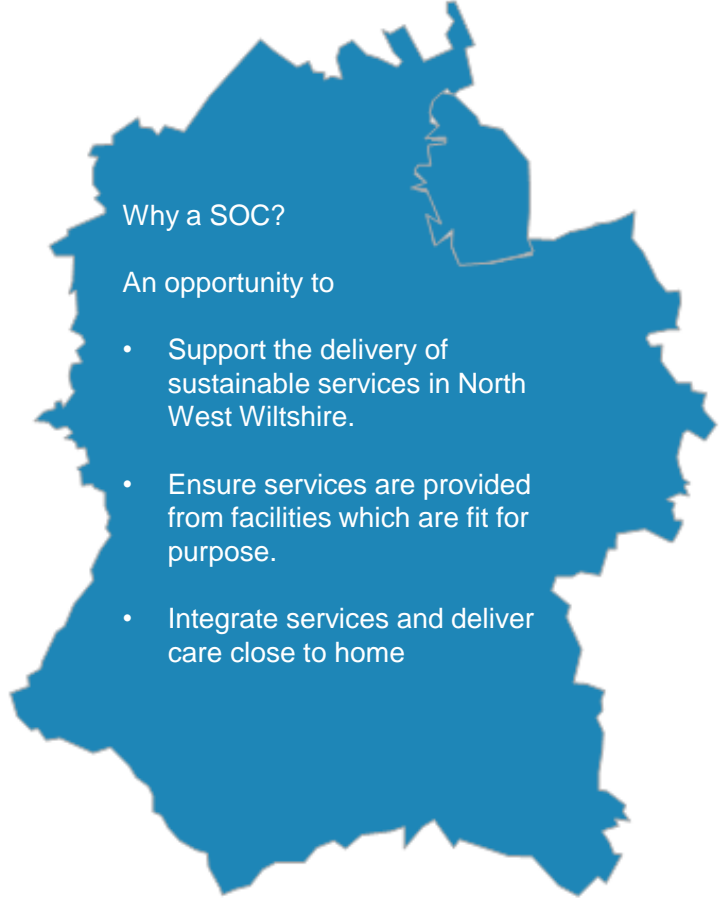 Why a SOC?
An opportunity to
• Support the delivery of
sustainable services in North
West Wiltshire.
• Ensure services are provided
from facilities which are fit for
purpose.
• Integrate services and deliver
care close to home